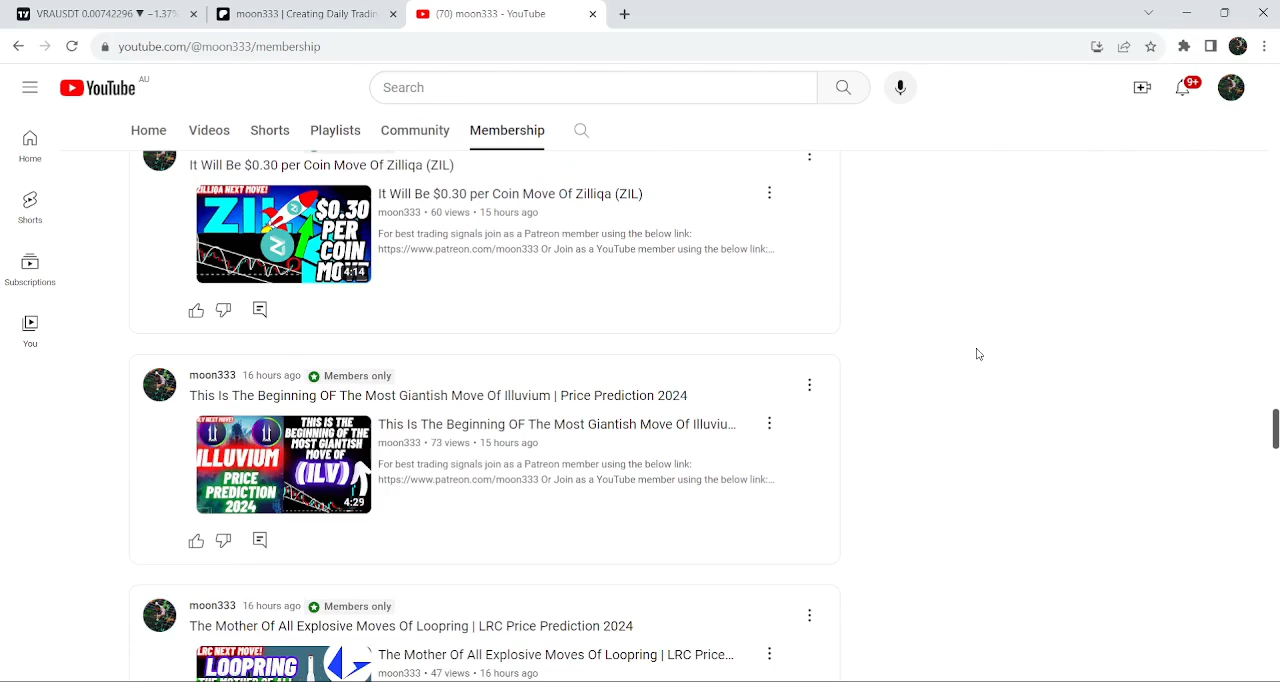 VRAUSDT 0.00742296 ▼ −1.37%
moon333 | Creating Daily Tradin
(70) moon333 - YouTube
youtube.com/@moon333/membership
YouTube AU
Search
9+
Home Videos Shorts Playlists Community Membership
Home
Shorts
Subscriptions
You
It Will Be $0.30 per Coin Move Of Zilliqa (ZIL)
ZILLIQA NEXT MOVE!
ZIL
$0.30
PER
COIN
MOVE
4:14
It Will Be $0.30 per Coin Move Of Zilliqa (ZIL)
moon333 • 60 views • 15 hours ago
For best trading signals join as a Patreon member using the below link:
https://www.patreon.com/moon333 Or Join as a YouTube member using the below link:...
moon333 16 hours ago Members only
This Is The Beginning OF The Most Giantish Move Of Illuvium | Price Prediction 2024
NEXT MOVE!
ILLUVIUM
PRICE
PREDICTION
2024
THIS IS THE
BEGINNING OF THE
MOST GIANTISH
MOVE OF
(ILV)
4:29
This Is The Beginning OF The Most Giantish Move Of Illuviu...
moon333 • 73 views • 15 hours ago
For best trading signals join as a Patreon member using the below link:
https://www.patreon.com/moon333 Or Join as a YouTube member using the below link:...
moon333 16 hours ago Members only
The Mother Of All Explosive Moves Of Loopring | LRC Price Prediction 2024
LRC NEXT MOVE!
LOOPRING
The Mother Of All Explosive Moves Of Loopring | LRC Price...
moon333 • 47 views • 16 hours ago